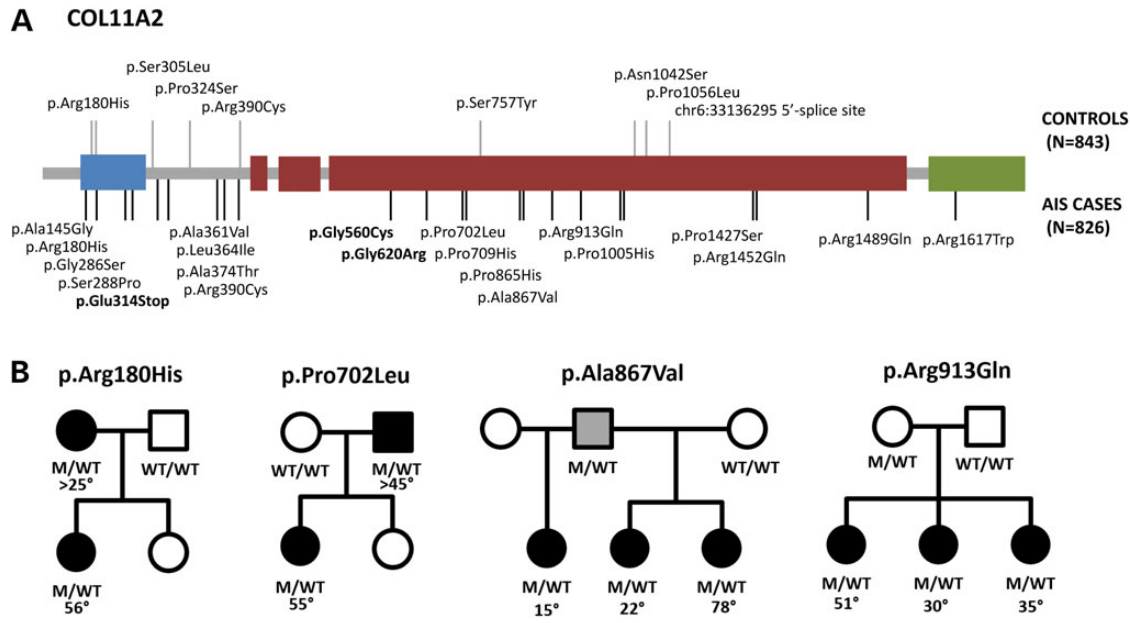 A COL11A2
p.Ser305Leu
p.Pro324Ser
p.Arg180His
p.Arg390Cys
p.Ser757Tyr
p.Asn1042Ser
p.Pro1056Leu
chr6:33136295 5’-splice site
CONTROLS
(N=843)
AIS CASES
(N=826)
p.Ala145Gly
p.Arg180His
p.Gly286Ser
p.Ser288Pro
p.Glu314Stop
p.Ala361Val
p.Leu364Ile
p.Ala374Thr
p.Arg390Cys
p.Gly560Cys
p.Gly620Arg
p.Pro702Leu
p.Pro709His
p.Pro865His
p.Ala867Val
p.Arg913Gln
p.Pro1005His
p.Pro1427Ser
p.Arg1452Gln
p.Arg1489Gln
p.Arg1617Trp
B p.Arg180His
M/WT WT/WT
>25°
M/WT
56°
p.Pro702Leu
WT/WT M/WT
>45°
M/WT
55°
p.Ala867Val
M/WT WT/WT
M/WT M/WT M/WT
15° 22° 78°
p.Arg913Gln
M/WT WT/WT
M/WT M/WT M/WT
51° 30° 35°